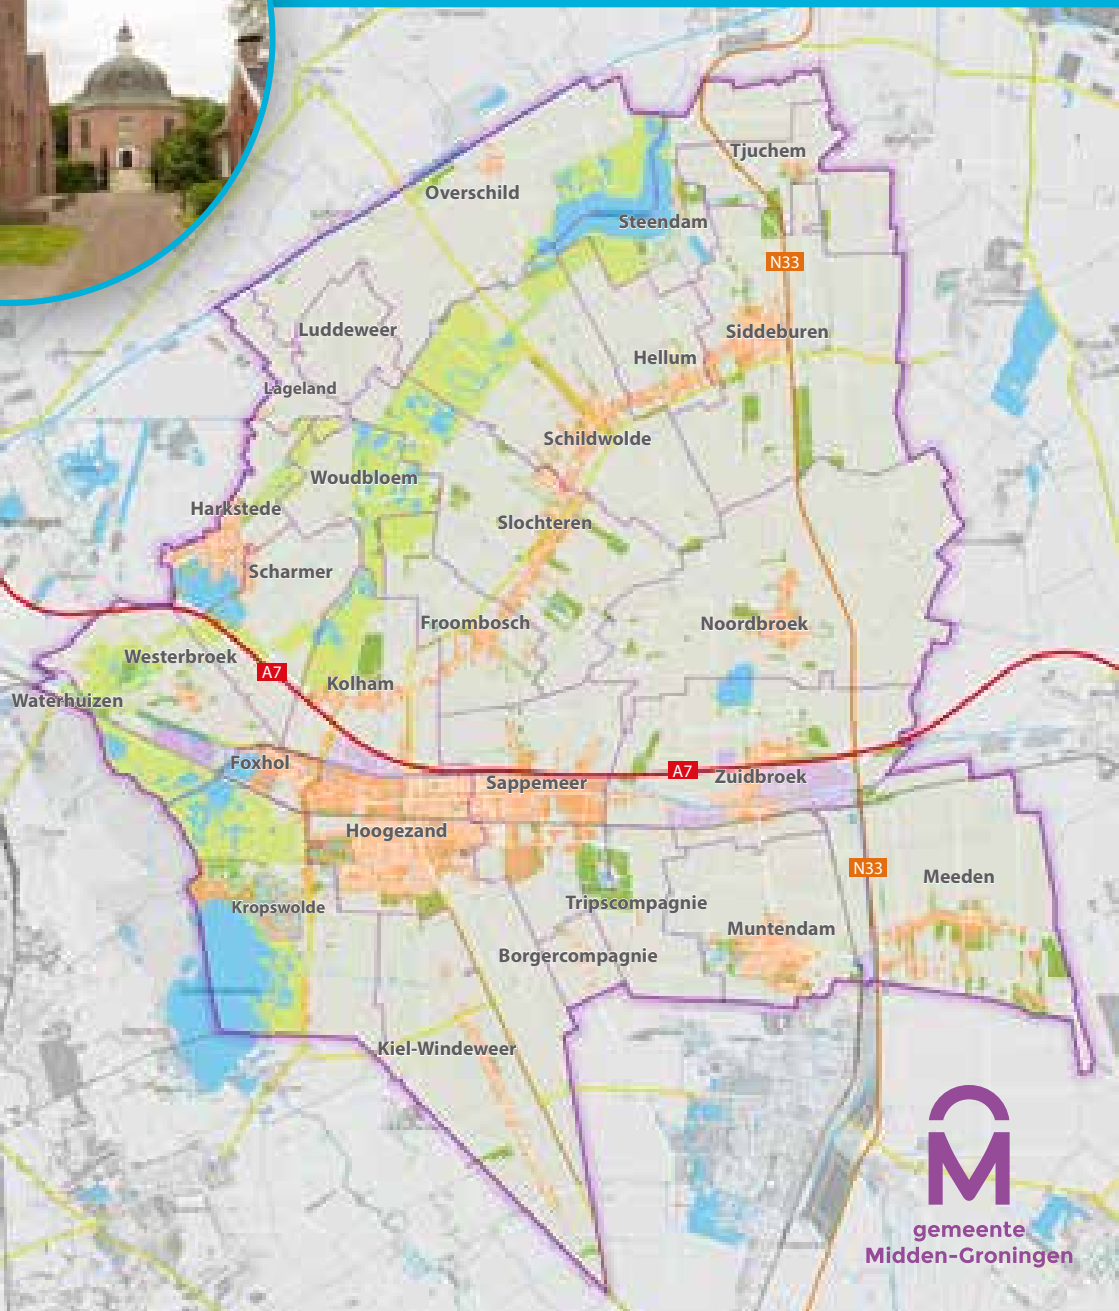 Tjuchem
Overschild
Steendam
N33
Luddeweer
Siddeburen
Hellum
Lageland
Schildwolde
Woudbloem
Harkstede
Slochteren
Scharmer
Froombosch
Noordbroek
Westerbroek
A7
Kolham
Waterhuizen
Foxhol
A7
Zuidbroek
Sappemeer
Hoogezand
N33
Meeden
Tripscompagnie
Kropswolde
Muntendam
Borgercompagnie
Kiel-Windeweer
gemeente
Midden-Groningen